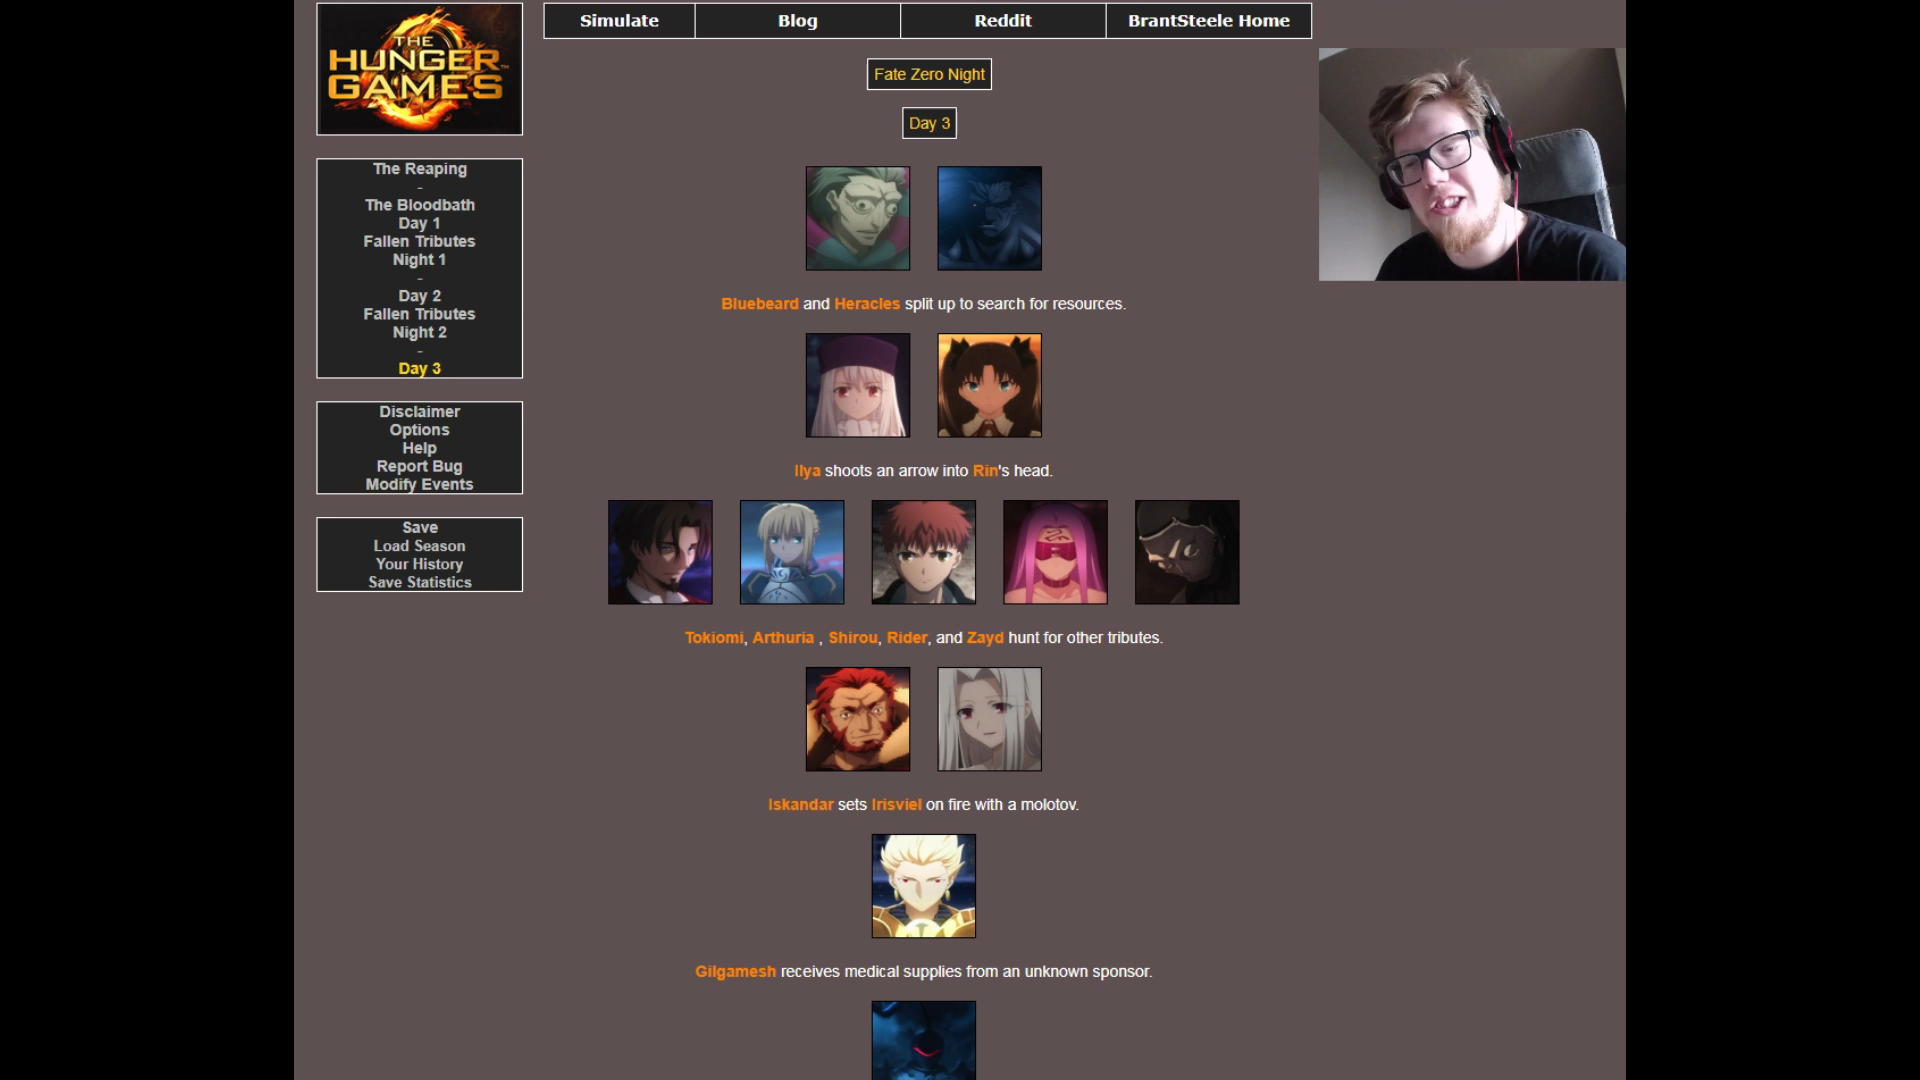 THE
HUNGER
GAMES
Simulate
Blog
Reddit
BrantSteele Home
Fate Zero Night
Day 3
The Reaping
-
The Bloodbath
Day 1
Fallen Tributes
Night 1
-
Day 2
Fallen Tributes
Night 2
-
Day 3
Disclaimer
Options
Help
Report Bug
Modify Events
Save
Load Season
Your History
Save Statistics
Bluebeard and Heracles split up to search for resources.
Ilya shoots an arrow into Rin's head.
Tokiomi, Arthuria , Shirou, Rider, and Zayd hunt for other tributes.
Iskandar sets Irisviel on fire with a molotov.
Gilgamesh receives medical supplies from an unknown sponsor.